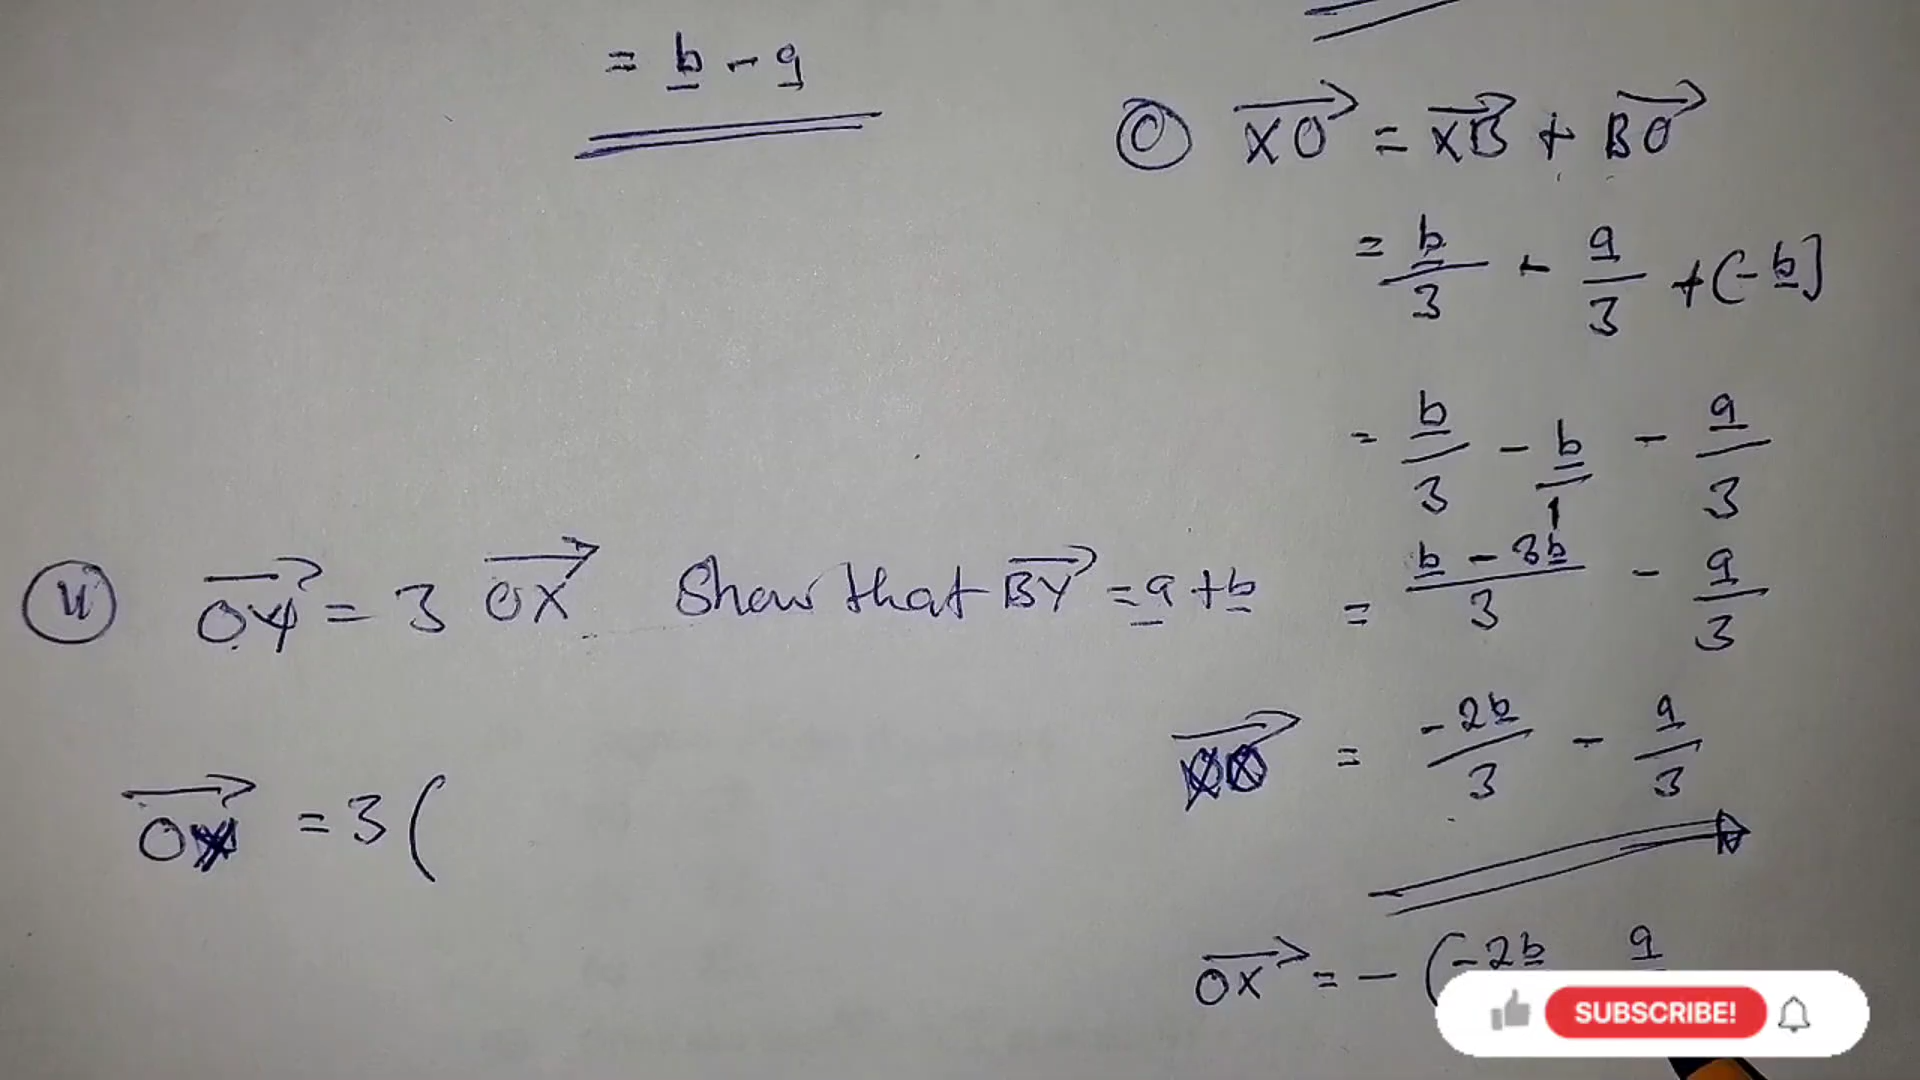 = b - a
(c) XO = XB + BO
= b/3 - a/3 + (-b]
= b/3 - b/1 - a/3
= b - 3b/3 - a/3
(ii) OY = 3 OX Show that BY = a + b
XO = -2b/3 - a/3
OY = 3(
OX = - (-2b a
SUBSCRIBE!